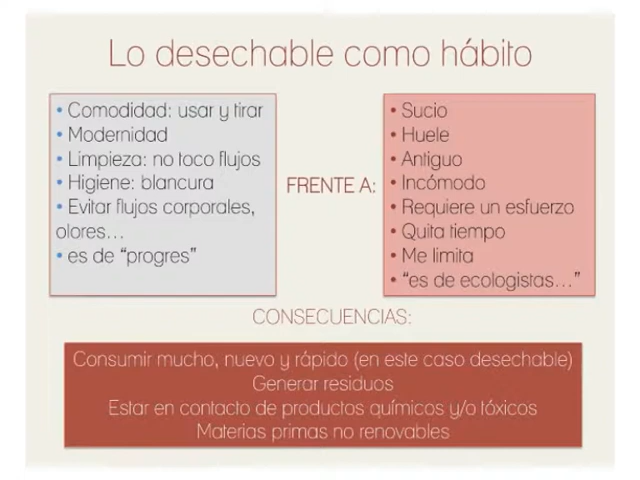 Lo desechable como hábito
• Comodidad: usar y tirar
• Modernidad
• Limpieza: no toco flujos
• Higiene: blancura
• Evitar flujos corporales,
olores...
• es de “progres”
FRENTE A:
• Sucio
• Huele
• Antiguo
• Incómodo
• Requiere un esfuerzo
• Quita tiempo
• Me limita
• “es de ecologistas...”
CONSECUENCIAS:
Consumir mucho, nuevo y rápido (en este caso desechable)
Generar residuos
Estar en contacto de productos químicos y/o tóxicos
Materias primas no renovables